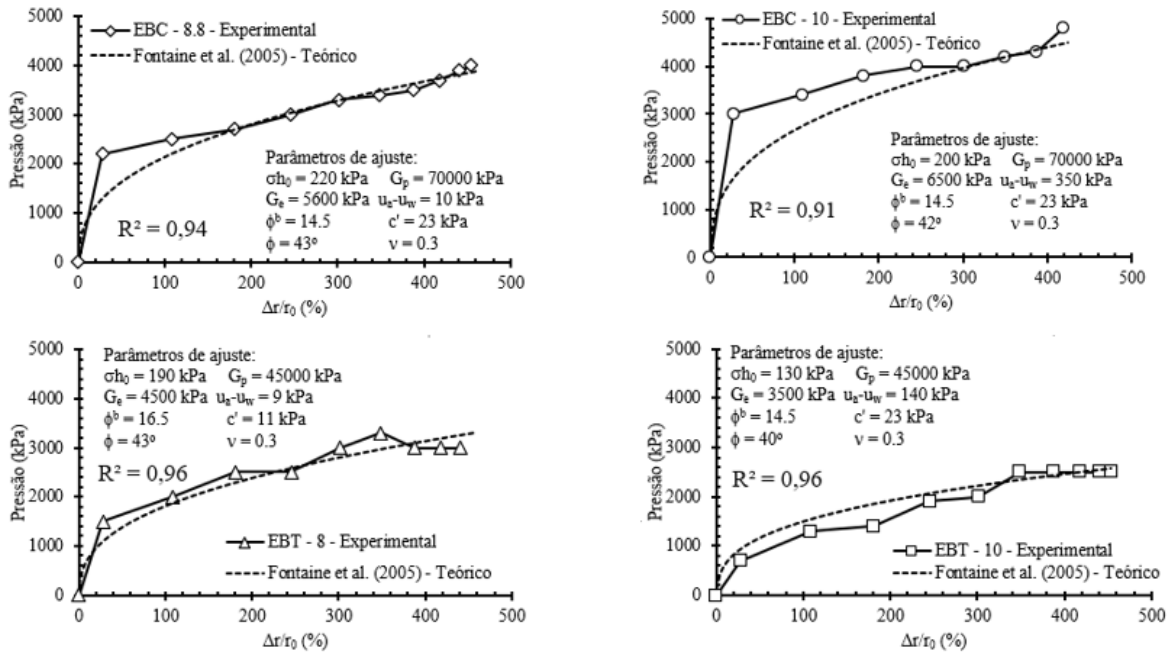 5000
4000
3000
2000
1000
0
Pressão (kPa)
EBC - 8.8 - Experimental
Fontaine et al. (2005) - Teórico
Parâmetros de ajuste:
σh₀ = 220 kPa Gₚ = 70000 kPa
Gₑ = 5600 kPa uₐ-u_w = 10 kPa
ϕᵇ = 14.5 c' = 23 kPa
ϕ = 43º ν = 0.3
R² = 0,94
0 100 200 300 400 500
Δr/r₀ (%)
5000
4000
3000
2000
1000
0
Pressão (kPa)
EBC - 10 - Experimental
Fontaine et al. (2005) - Teórico
Parâmetros de ajuste:
σh₀ = 200 kPa Gₚ = 70000 kPa
Gₑ = 6500 kPa uₐ-u_w = 350 kPa
ϕᵇ = 14.5 c' = 23 kPa
ϕ = 42º ν = 0.3
R² = 0,91
0 100 200 300 400 500
Δr/r₀ (%)
5000
4000
3000
2000
1000
0
Pressão (kPa)
Parâmetros de ajuste:
σh₀ = 190 kPa Gₚ = 45000 kPa
Gₑ = 4500 kPa uₐ-u_w = 9 kPa
ϕᵇ = 16.5 c' = 11 kPa
ϕ = 43º ν = 0.3
R² = 0,96
EBT - 8 - Experimental
Fontaine et al. (2005) - Teórico
0 100 200 300 400 500
Δr/r₀ (%)
5000
4000
3000
2000
1000
0
Pressão (kPa)
Parâmetros de ajuste:
σh₀ = 130 kPa Gₚ = 45000 kPa
Gₑ = 3500 kPa uₐ-u_w = 140 kPa
ϕᵇ = 14.5 c' = 23 kPa
ϕ = 40º ν = 0.3
R² = 0,96
EBT - 10 - Experimental
Fontaine et al. (2005) - Teórico
0 100 200 300 400 500
Δr/r₀ (%)